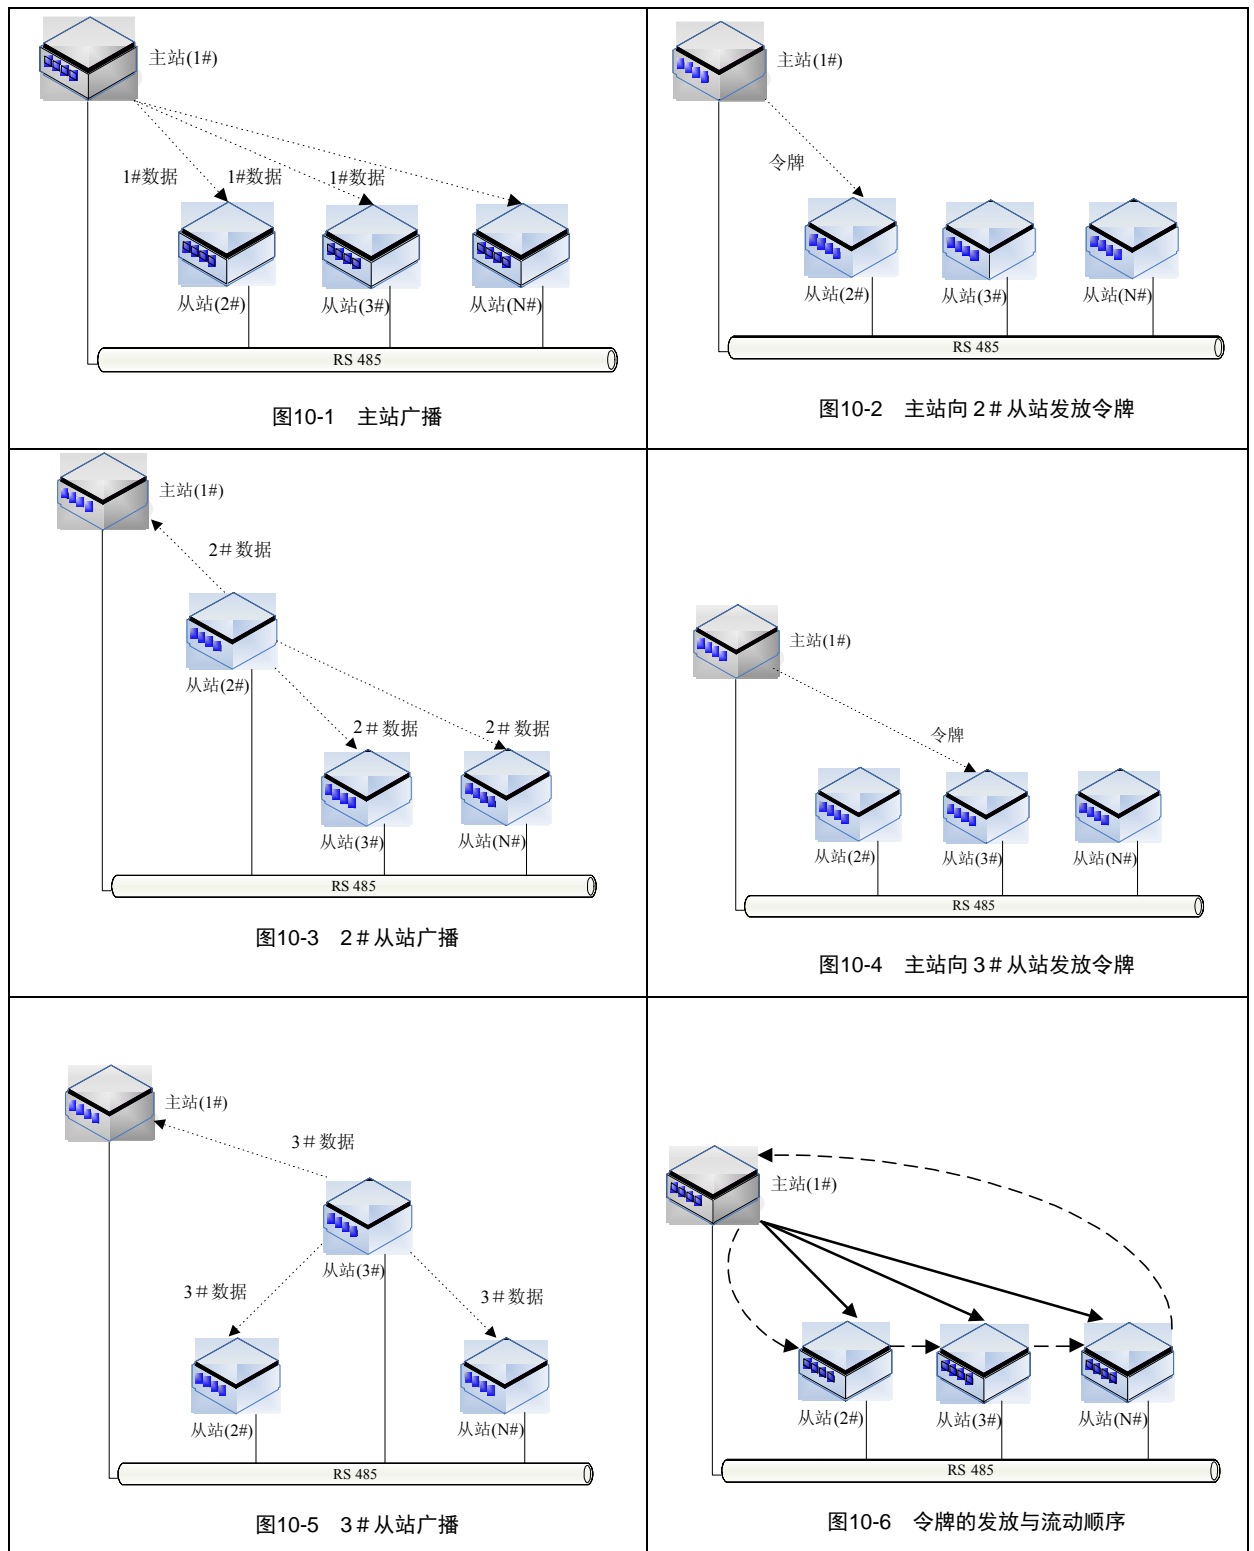 主站(1#)
1#数据
1#数据
1#数据
从站(2#)
从站(3#)
从站(N#)
RS 485
图10-1 主站广播
主站(1#)
令牌
从站(2#)
从站(3#)
从站(N#)
RS 485
图10-2 主站向2#从站发放令牌
主站(1#)
2#数据
从站(2#)
2#数据
2#数据
从站(3#)
从站(N#)
RS 485
图10-3 2#从站广播
主站(1#)
令牌
从站(2#)
从站(3#)
从站(N#)
RS 485
图10-4 主站向3#从站发放令牌
主站(1#)
3#数据
从站(3#)
3#数据
3#数据
从站(2#)
从站(N#)
RS 485
图10-5 3#从站广播
主站(1#)
从站(2#)
从站(3#)
从站(N#)
RS 485
图10-6 令牌的发放与流动顺序